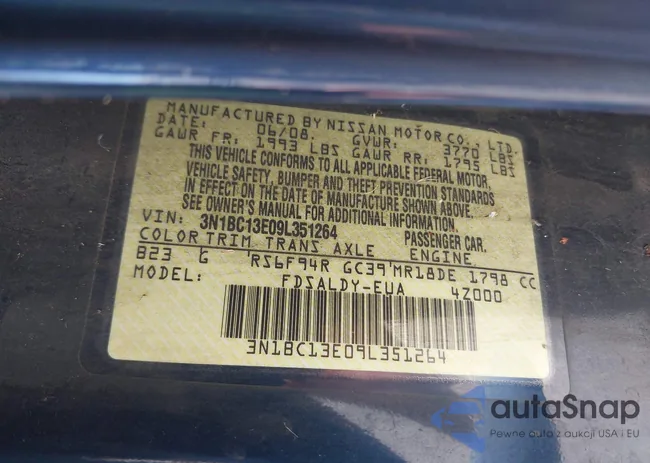 MANUFACTURED BY NISSAN MOTOR CO., LTD.
DATE: 06/08. GVWR: 3770 LBS
GAWR FR: 1993 LBS GAWR RR: 1795 LBS
THIS VEHICLE CONFORMS TO ALL APPLICABLE FEDERAL MOTOR
VEHICLE SAFETY, BUMPER AND THEFT PREVENTION STANDARDS
IN EFFECT ON THE DATE OF MANUFACTURE SHOWN ABOVE.
SEE OWNER'S MANUAL FOR ADDITIONAL INFORMATION
VIN: 3N1BC13E09L351264 PASSENGER CAR.
COLOR TRIM TRANS AXLE ENGINE
B23 G RS6F94R GC39 MR18DE 1798 CC
MODEL: FDSALDY-EUA 4Z000
3N1BC13E09L351264
autaSnap
Pewne auta z aukcji USA i EU